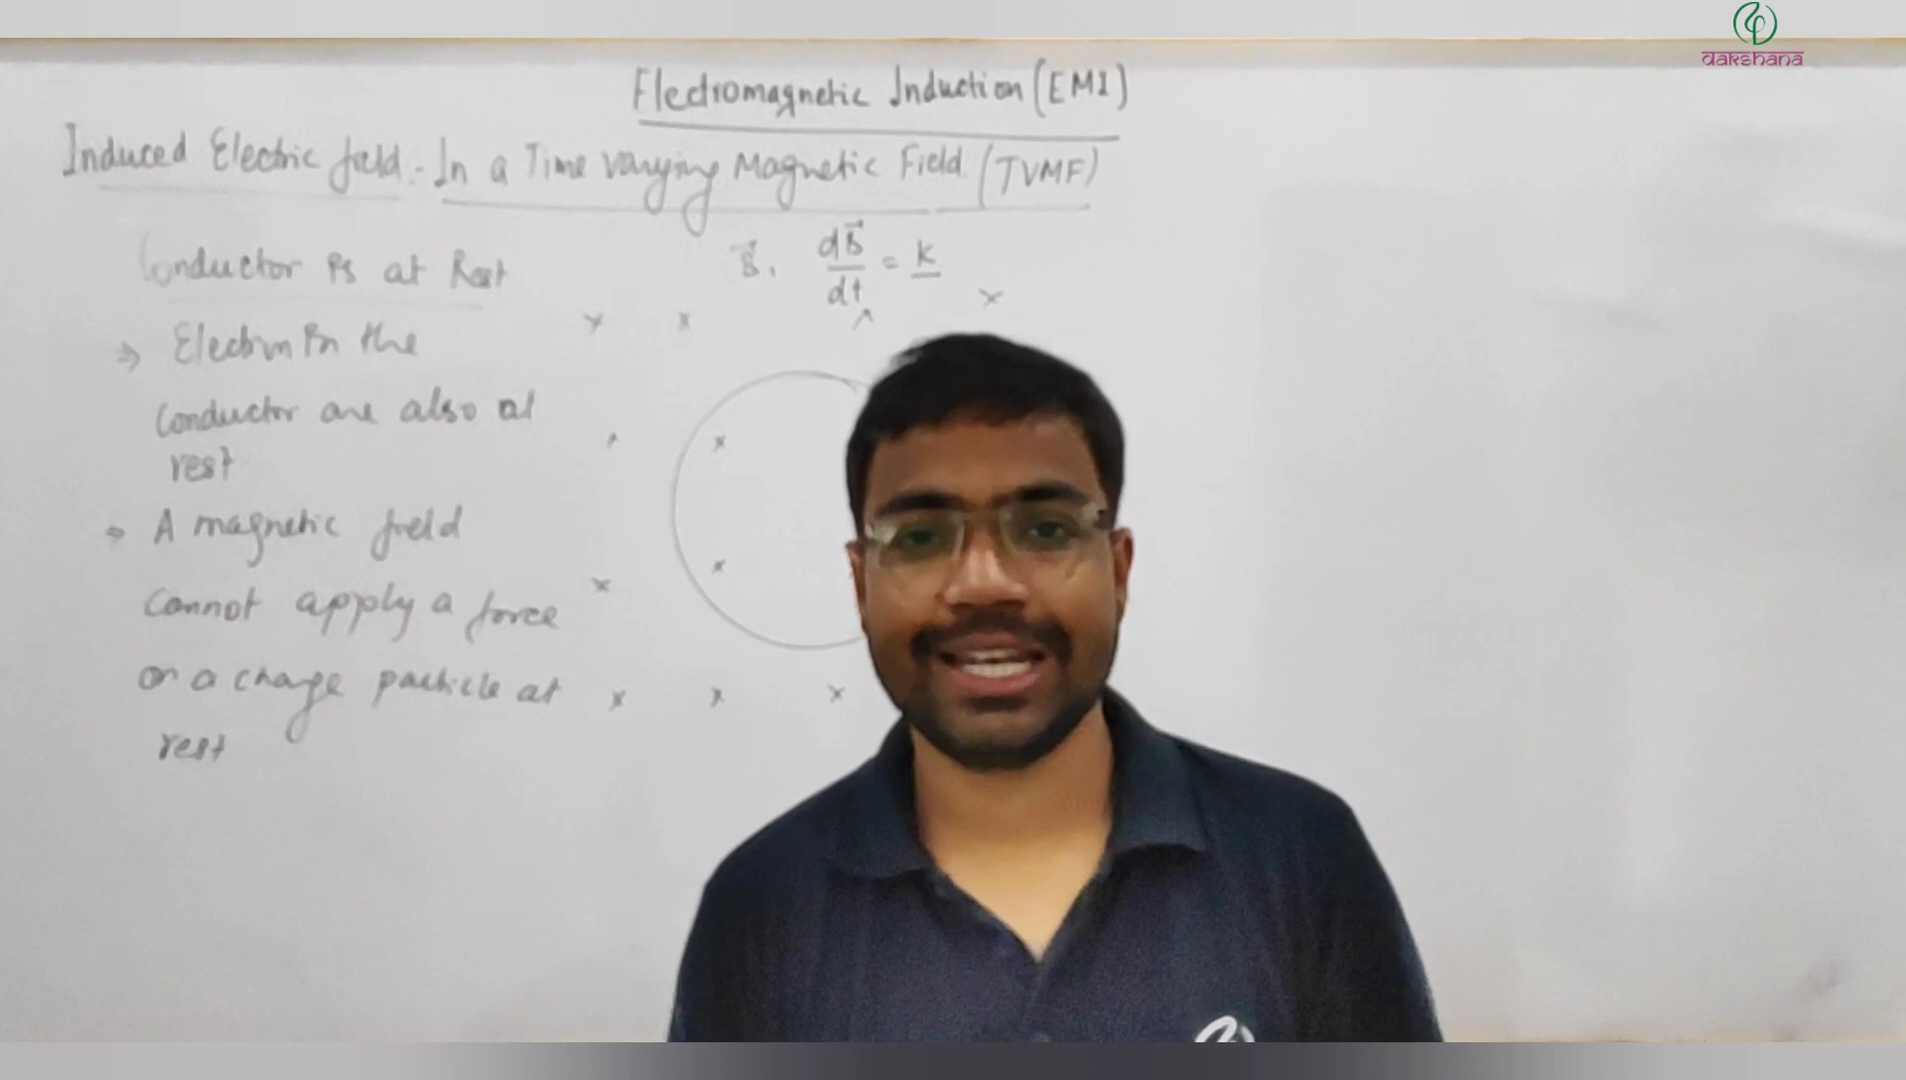 dakshana
Electromagnetic Induction (EMI)
Induced Electric field :- In a Time varying Magnetic Field (TVMF)
Conductor is at Rest
B⃗, dB⃗/dt = K
⇒ Electron in the
Conductor are also at
rest
⇒ A magnetic field
Cannot apply a force
on a charge particle at
rest